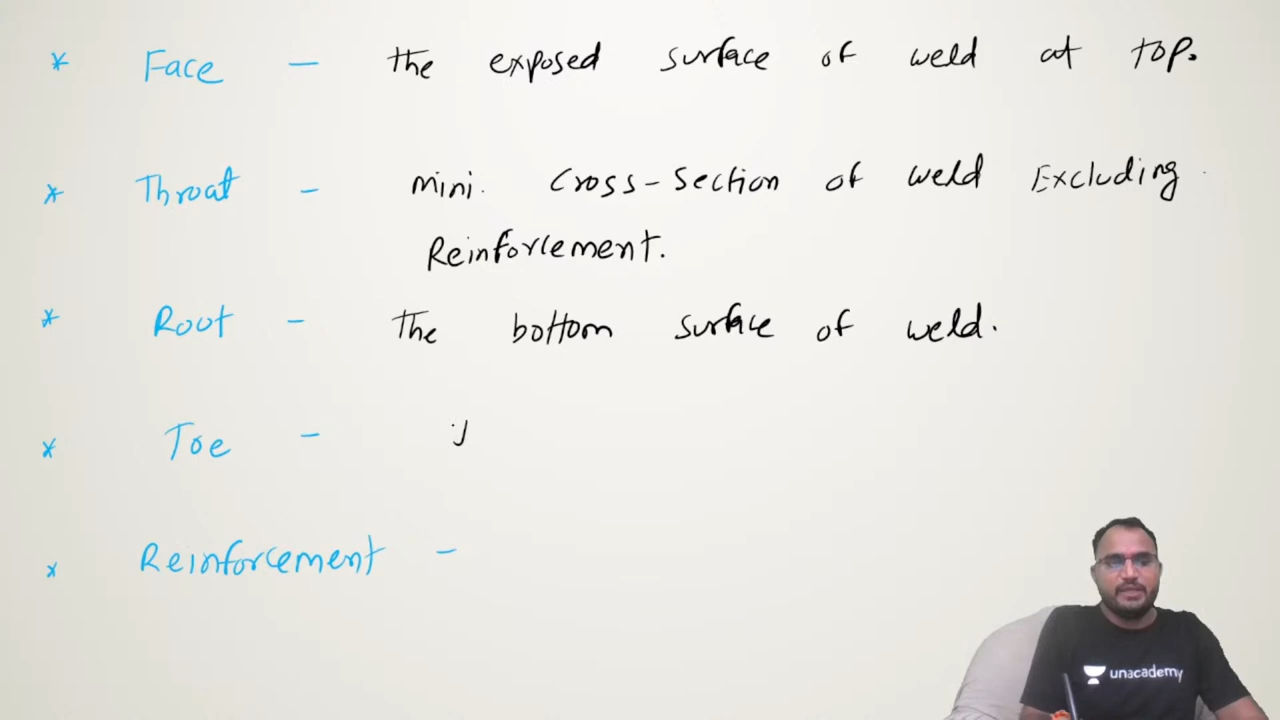 * Face - the exposed surface of weld at top.
* Throat - mini. Cross-section of weld Excluding
Reinforcement.
* Root - The bottom surface of weld.
* Toe -
* Reinforcement -
unacademy